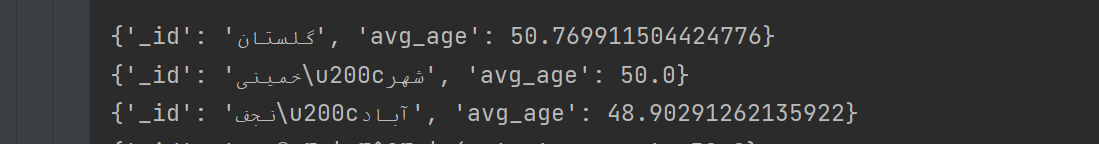 {'_id': 'گلستان', 'avg_age': 50.769911504424776}
{'_id': 'خمینی\u200cشهر', 'avg_age': 50.0}
{'_id': 'نجف\u200cآباد', 'avg_age': 48.90291262135922}